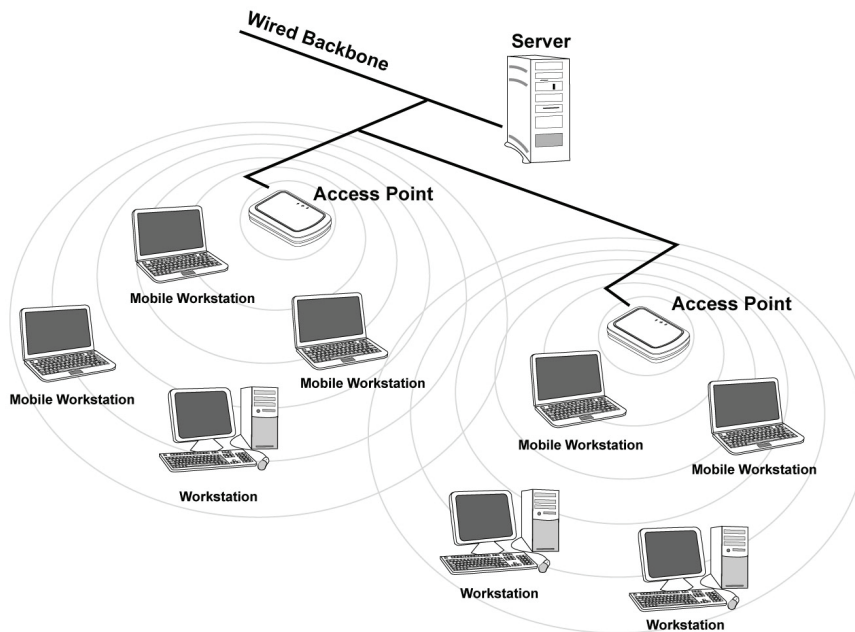 Wired Backbone
Server
Access Point
Mobile Workstation
Access Point
Mobile Workstation
Mobile Workstation
Mobile Workstation
Mobile Workstation
Workstation
Workstation
Workstation